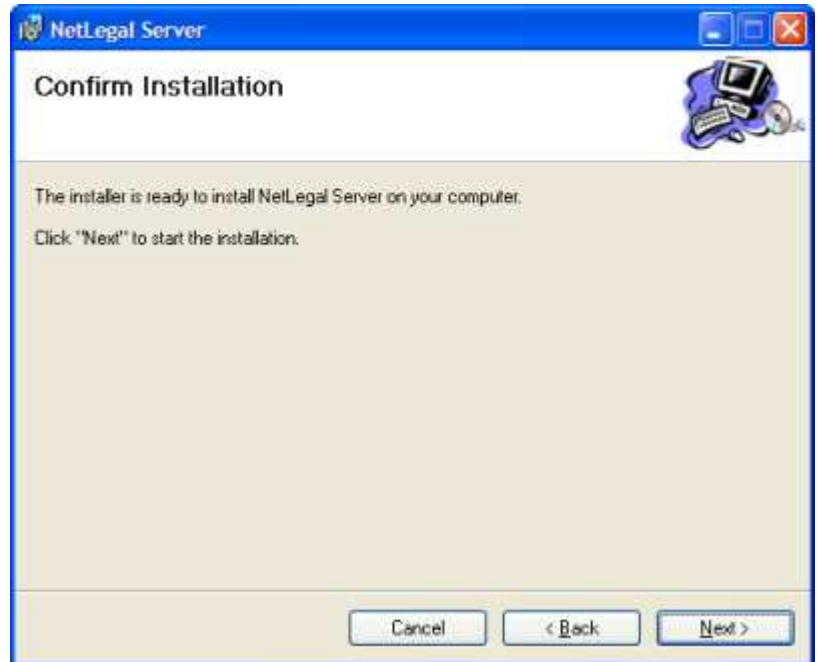 NetLegal Server
Confirm Installation
The installer is ready to install NetLegal Server on your computer.
Click "Next" to start the installation.
Cancel
< Back
Next >